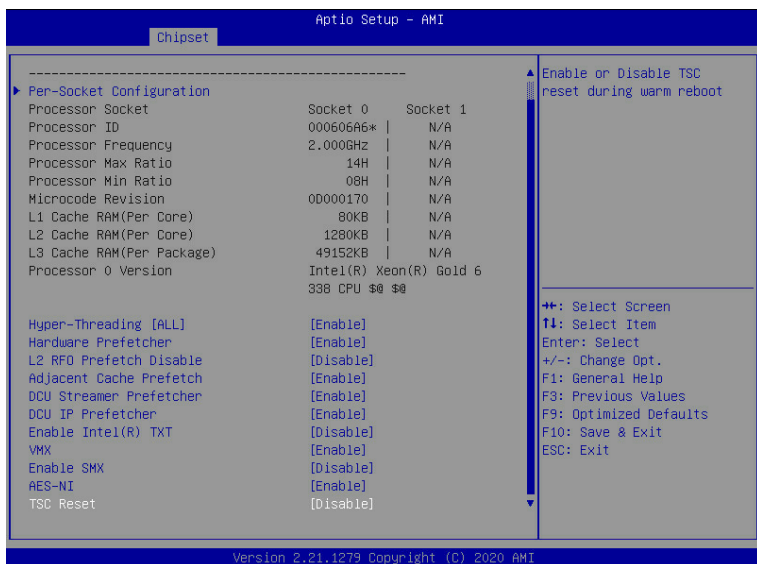 Aptio Setup – AMI
Chipset
--------------------------------------------------
Per-Socket Configuration
Processor Socket Socket 0 Socket 1
Processor ID 000606A6* | N/A
Processor Frequency 2.000GHz | N/A
Processor Max Ratio 14H | N/A
Processor Min Ratio 08H | N/A
Microcode Revision 0D000170 | N/A
L1 Cache RAM(Per Core) 80KB | N/A
L2 Cache RAM(Per Core) 1280KB | N/A
L3 Cache RAM(Per Package) 49152KB | N/A
Processor 0 Version Intel(R) Xeon(R) Gold 6
338 CPU $@ $@
Hyper-Threading [ALL] [Enable]
Hardware Prefetcher [Enable]
L2 RFO Prefetch Disable [Disable]
Adjacent Cache Prefetch [Enable]
DCU Streamer Prefetcher [Enable]
DCU IP Prefetcher [Enable]
Enable Intel(R) TXT [Disable]
VMX [Enable]
Enable SMX [Disable]
AES-NI [Enable]
TSC Reset [Disable]
Enable or Disable TSC
reset during warm reboot
→←: Select Screen
↑↓: Select Item
Enter: Select
+/-: Change Opt.
F1: General Help
F3: Previous Values
F9: Optimized Defaults
F10: Save & Exit
ESC: Exit
Version 2.21.1279 Copyright (C) 2020 AMI